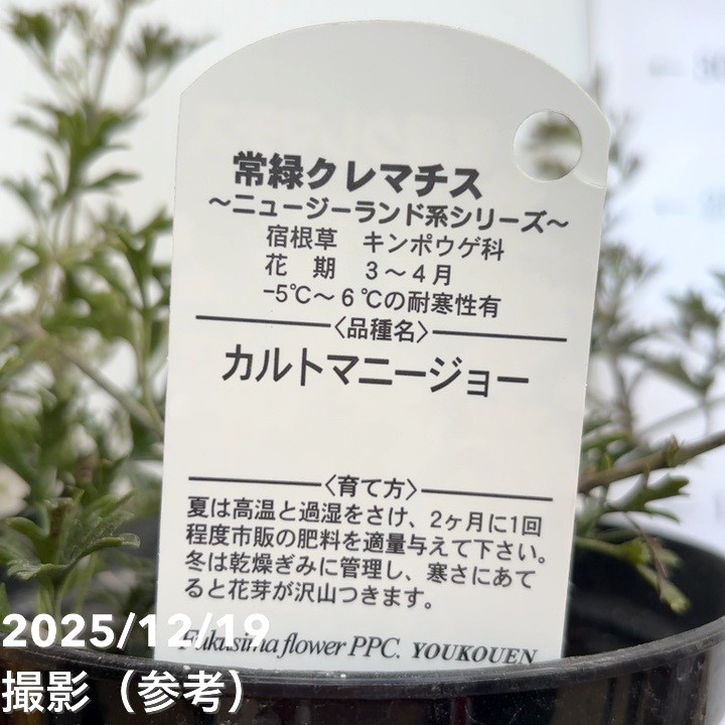 常緑クレマチス
～ニュージーランド系シリーズ～
宿根草　キンポウゲ科
花　期　３～４月
-5℃～６℃の耐寒性有
〈品種名〉
カルトマニージョー
〈育て方〉
夏は高温と過湿をさけ、2ヶ月に1回
程度市販の肥料を適量与えて下さい。
冬は乾燥ぎみに管理し、寒さにあて
ると花芽が沢山つきます。
Fukusima flower PPC. YOUKOUEN
2025/12/19
撮影（参考）